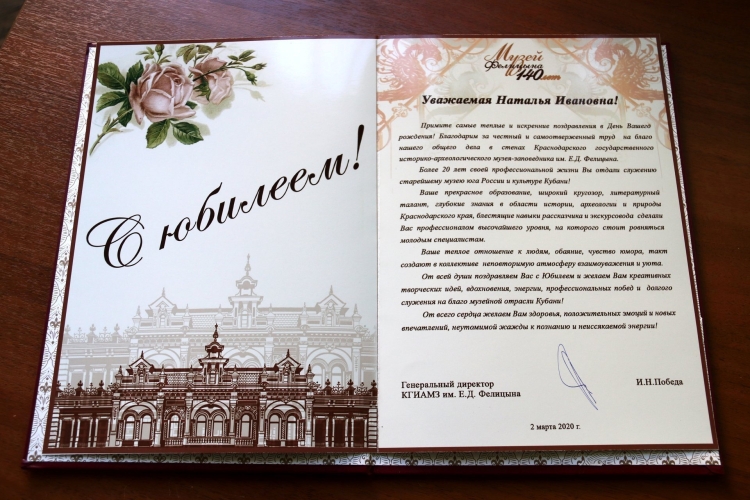 С юбилеем!
Музей
Фелицына
140 лет
Уважаемая Наталья Ивановна!
Примите самые теплые и искренние поздравления в День Вашего
рождения! Благодарим за честный и самоотверженный труд на благо
нашего общего дела в стенах Краснодарского государственного
историко-археологического музея-заповедника им. Е.Д. Фелицына.
Более 20 лет своей профессиональной жизни Вы отдали служению
старейшему музею юга России и культуре Кубани!
Ваше прекрасное образование, широкий кругозор, литературный
талант, глубокие знания в области истории, археологии и природы
Краснодарского края, блестящие навыки рассказчика и экскурсовода сделали
Вас профессионалом высочайшего уровня, на которого стоит ровняться
молодым специалистам.
Ваше теплое отношение к людям, обаяние, чувство юмора, такт
создают в коллективе неповторимую атмосферу взаимоуважения и уюта.
От всей души поздравляем Вас с Юбилеем и желаем Вам креативных
творческих идей, вдохновения, энергии, профессиональных побед и долгого
служения на благо музейной отрасли Кубани!
От всего сердца желаем Вам здоровья, положительных эмоций и новых
впечатлений, неутомимой жажды к познанию и неиссякаемой энергии!
Генеральный директор
КГИАМЗ им. Е.Д. Фелицына
И.Н.Победа
2 марта 2020 г.